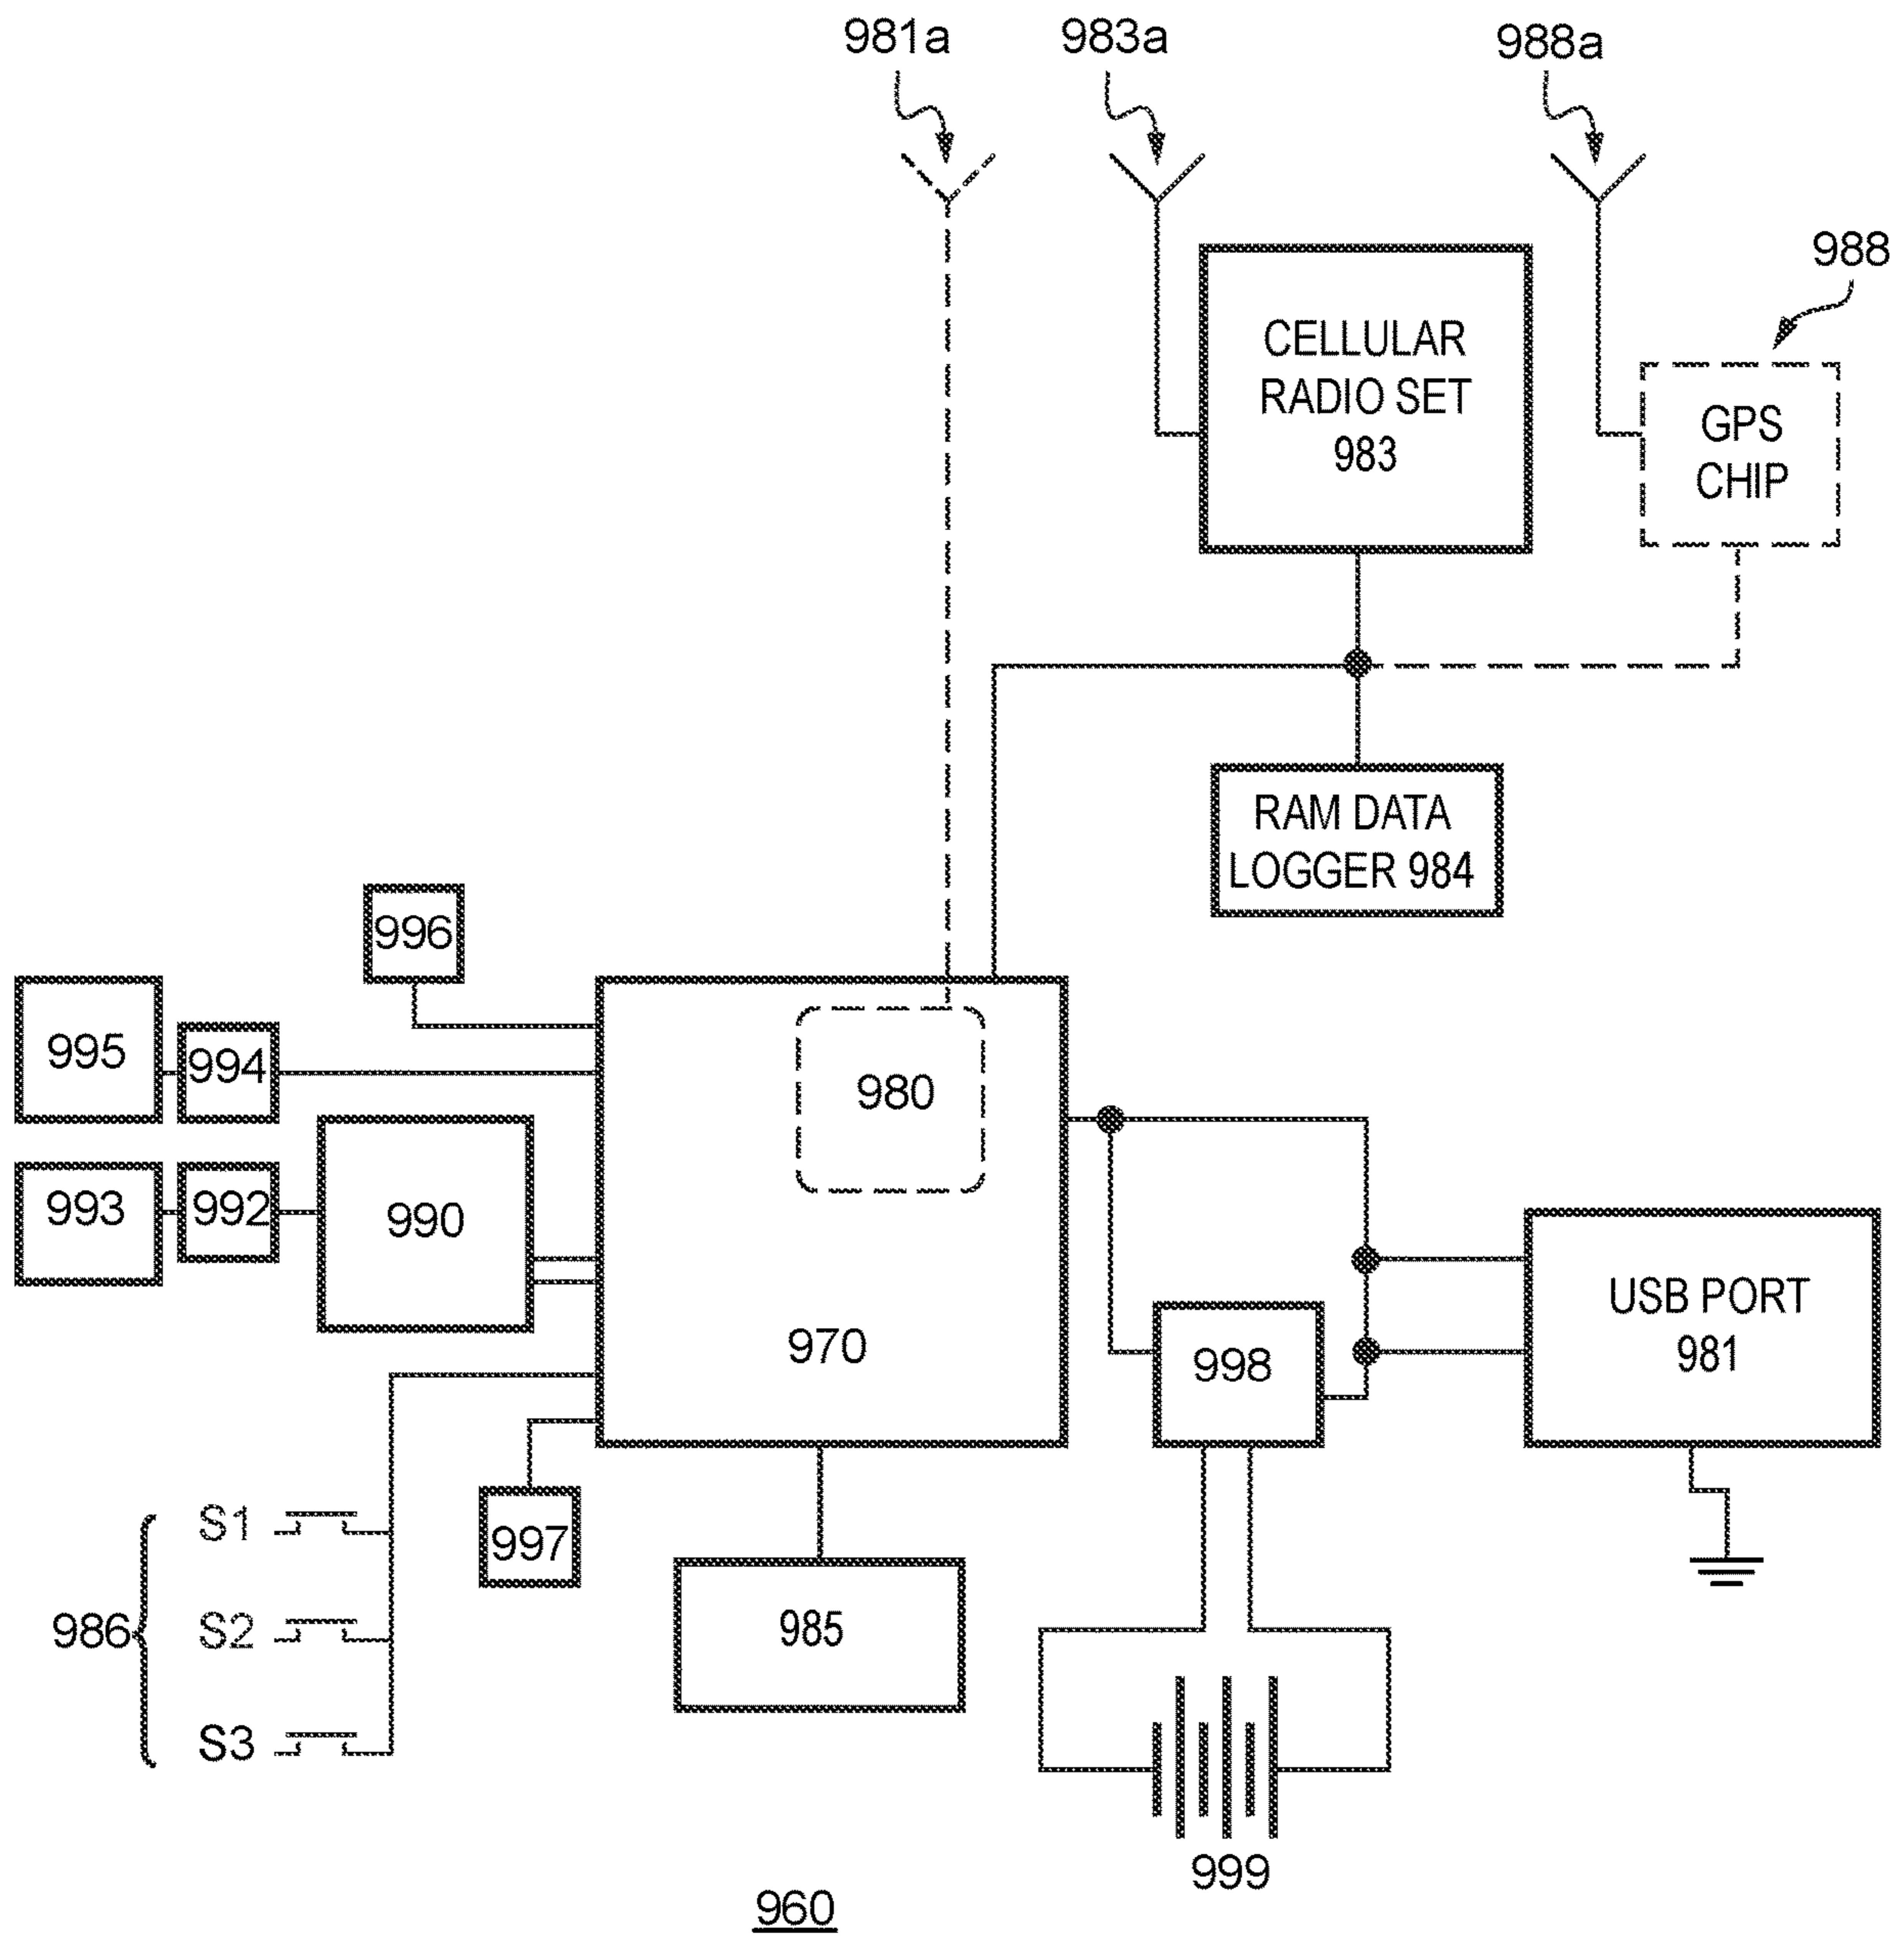 981a
983a
988a
988
CELLULAR
RADIO SET
983
GPS
CHIP
RAM DATA
LOGGER 984
996
995
994
980
993
992
990
970
998
USB PORT
981
997
985
986
S1
S2
S3
999
960